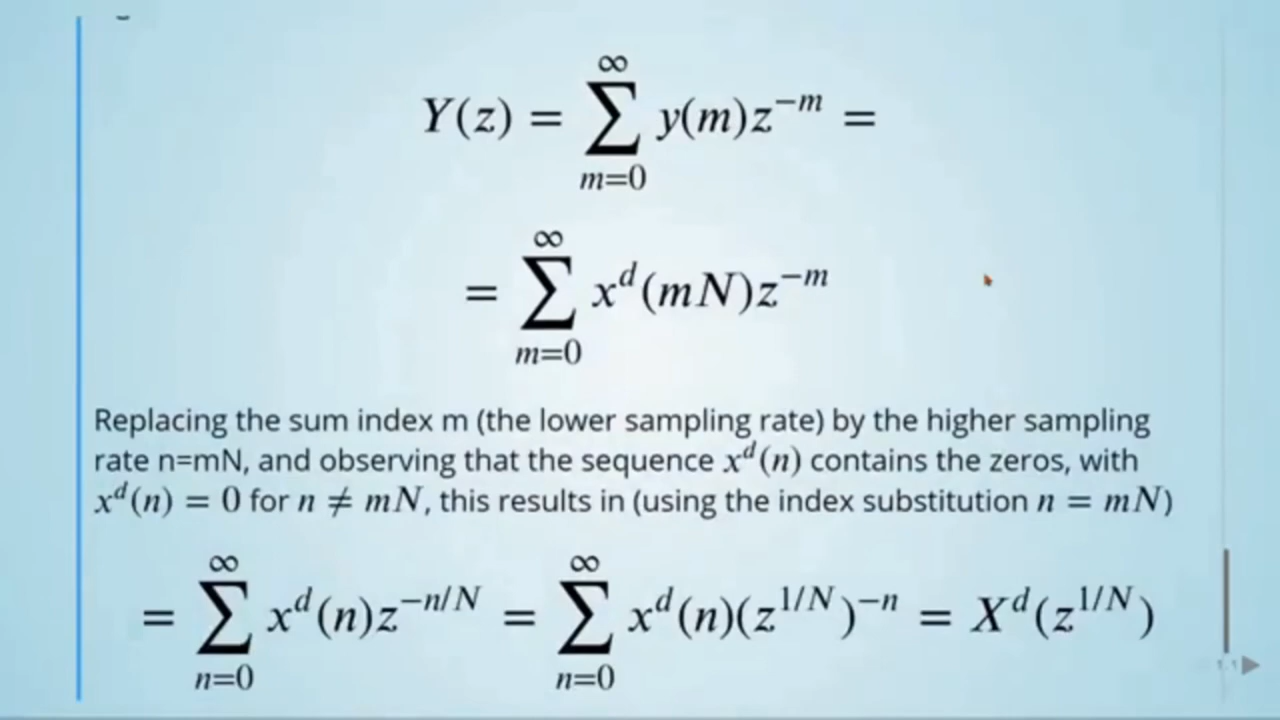 Y(z) = ∑_{m=0}^{∞} y(m)z^{−m} =
= ∑_{m=0}^{∞} x^d(mN)z^{−m}
Replacing the sum index m (the lower sampling rate) by the higher sampling
rate n=mN, and observing that the sequence x^d(n) contains the zeros, with
x^d(n) = 0 for n ≠ mN, this results in (using the index substitution n = mN)
= ∑_{n=0}^{∞} x^d(n)z^{−n/N} = ∑_{n=0}^{∞} x^d(n)(z^{1/N})^{−n} = X^d(z^{1/N})